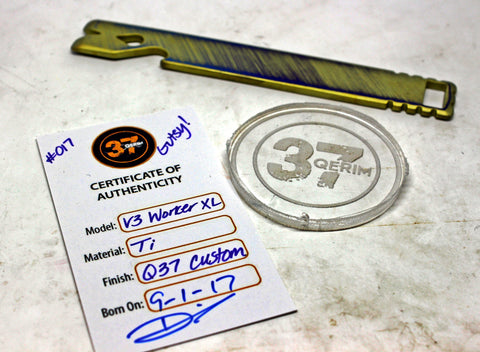 #017
Gutsy!
37
QERIM
CERTIFICATE OF
AUTHENTICITY
Model: V3 Worker XL
Material: Ti
Finish: Q37 Custom
Born On: 9-1-17
37
QERIM